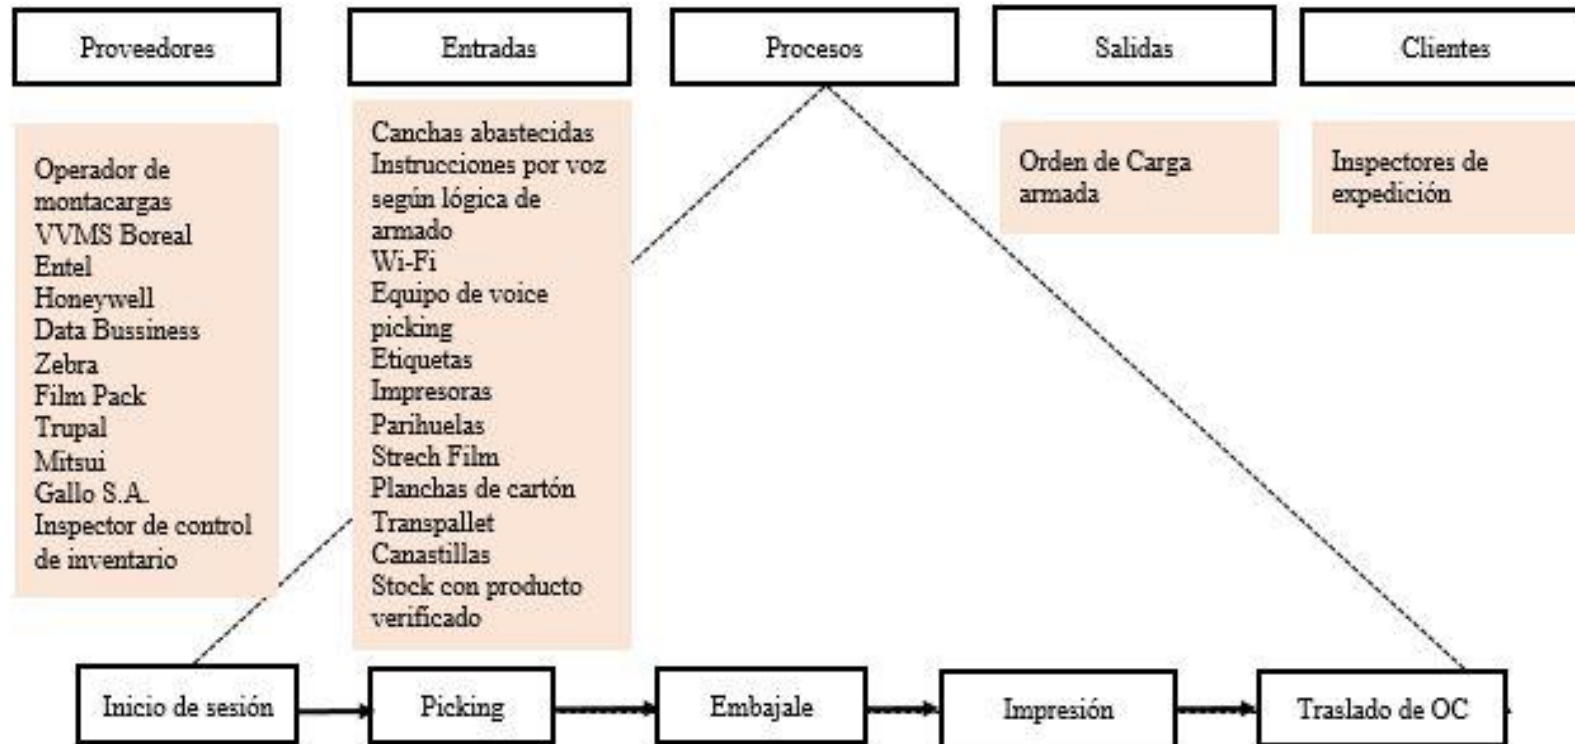 Proveedores
Entradas
Procesos
Salidas
Clientes
Operador de
montacargas
VVMS Boreal
Entel
Honeywell
Data Bussiness
Zebra
Film Pack
Trupal
Mitsui
Gallo S.A.
Inspector de control
de inventario
Canchas abastecidas
Instrucciones por voz
según lógica de
armado
Wi-Fi
Equipo de voice
picking
Etiquetas
Impresoras
Parihuelas
Strech Film
Planchas de cartón
Transpallet
Canastillas
Stock con producto
verificado
Orden de Carga
armada
Inspectores de
expedición
Inicio de sesión
Picking
Embajale
Impresión
Traslado de OC